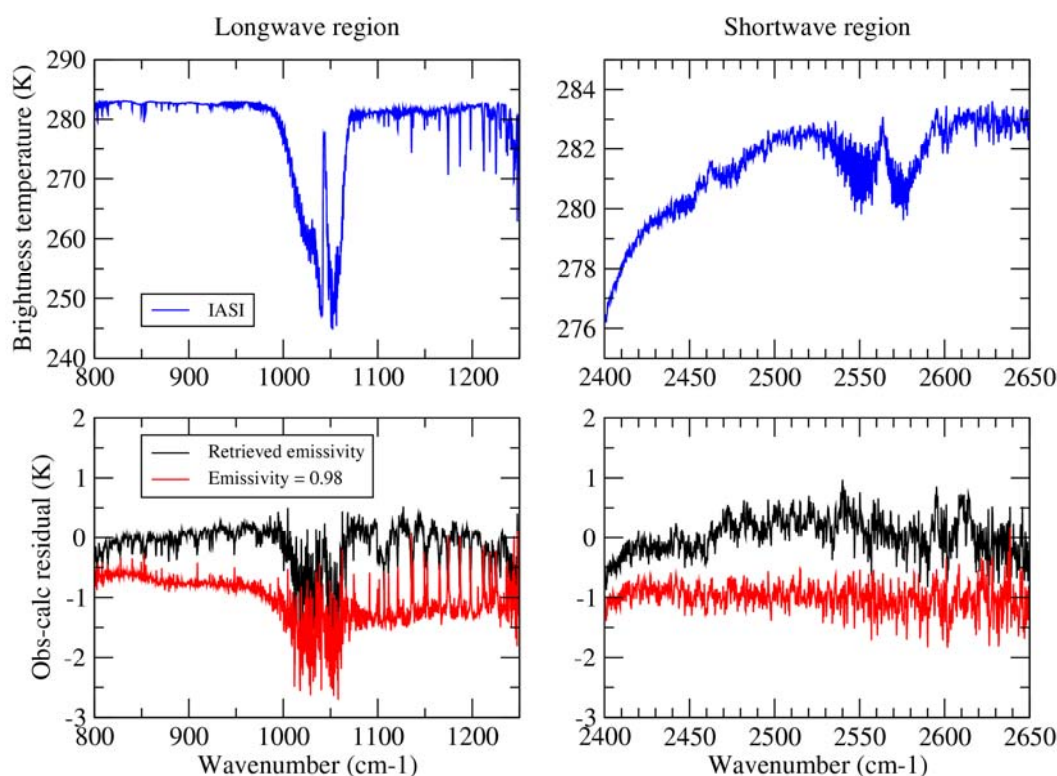 Longwave region
Shortwave region
Brightness temperature (K)
290
280
270
260
250
240
800 900 1000 1100 1200
IASI
284
282
280
278
276
2400 2450 2500 2550 2600 2650
Obs-calc residual (K)
2
1
0
-1
-2
-3
Retrieved emissivity
Emissivity = 0.98
800 900 1000 1100 1200
Wavenumber (cm-1)
2
1
0
-1
-2
-3
2400 2450 2500 2550 2600 2650
Wavenumber (cm-1)